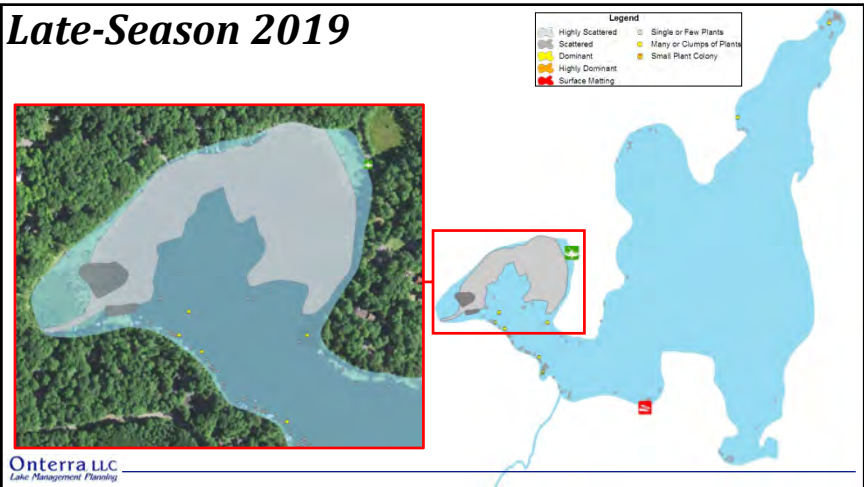 Late-Season 2019
Legend
Highly Scattered
Scattered
Dominant
Highly Dominant
Surface Matting
Single or Few Plants
Many or Clumps of Plants
Small Plant Colony
Onterra LLC
Lake Management Planning